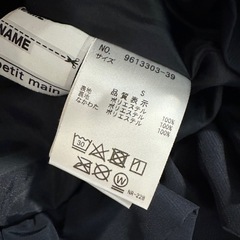 NAME
petit main
NO. 9613303-39
サイズ S
品質表示
表地 ポリエステル 100%
裏地 ポリエステル 100%
なかわた ポリエステル 100%
30
W
NR-228